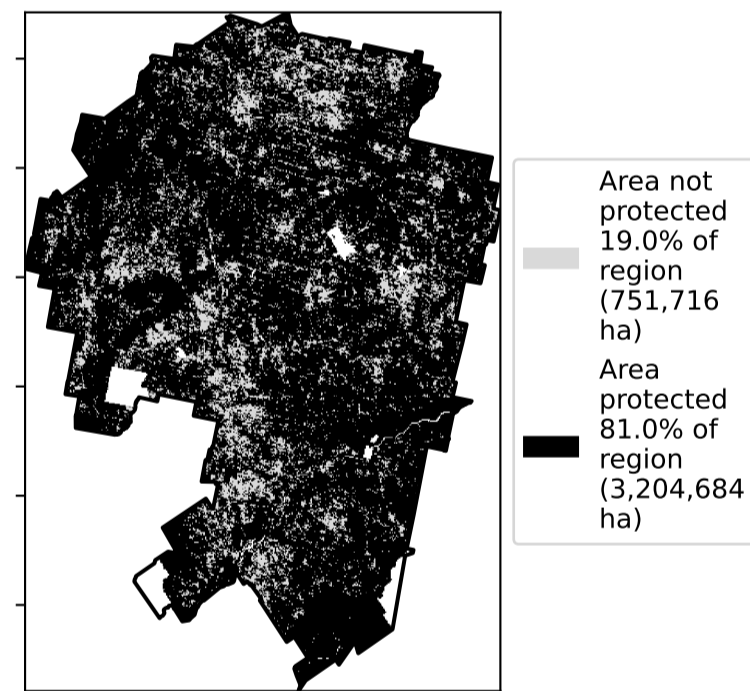 Area not
protected
19.0% of
region
(751,716
ha)
Area
protected
81.0% of
region
(3,204,684
ha)